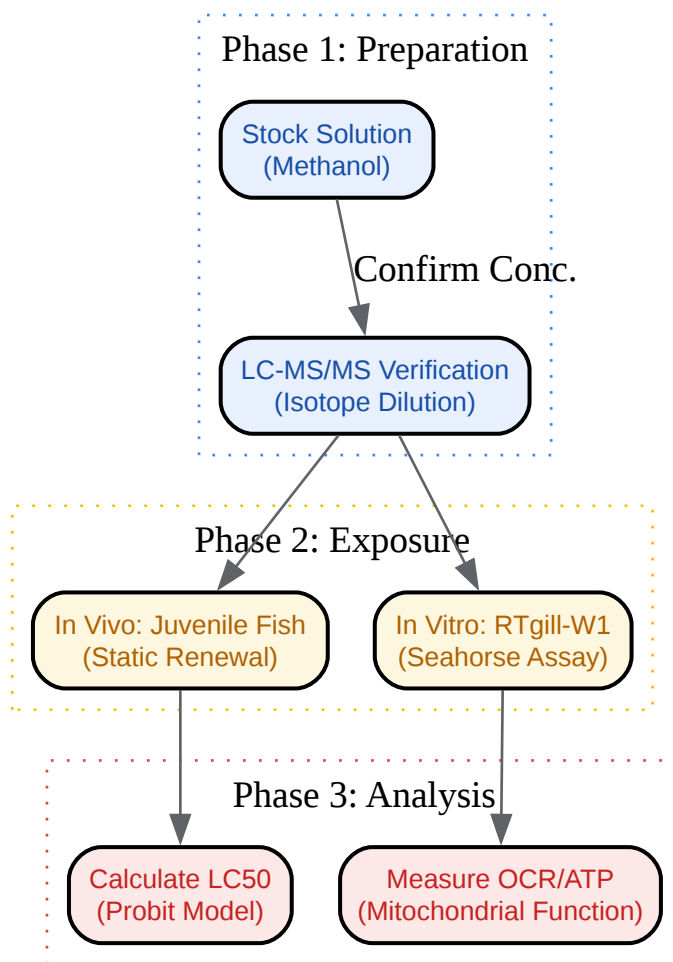 Phase 1: Preparation
Stock Solution
(Methanol)
Confirm Conc.
LC-MS/MS Verification
(Isotope Dilution)
Phase 2: Exposure
In Vivo: Juvenile Fish
(Static Renewal)
In Vitro: RTgill-W1
(Seahorse Assay)
Phase 3: Analysis
Calculate LC50
(Probit Model)
Measure OCR/ATP
(Mitochondrial Function)